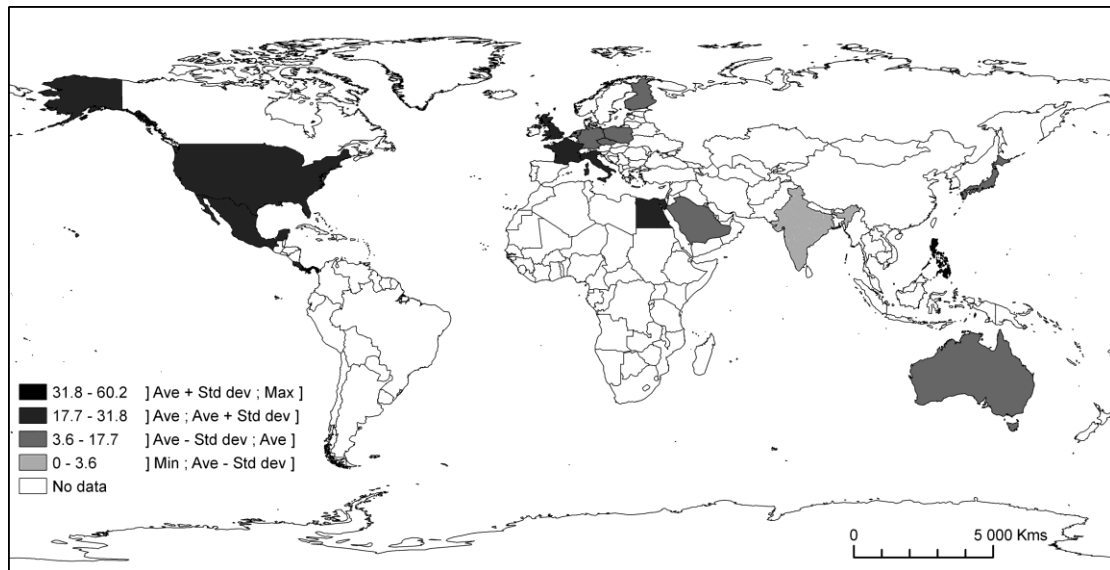 31.8 - 60.2 ] Ave + Std dev ; Max ]
17.7 - 31.8 ] Ave ; Ave + Std dev ]
3.6 - 17.7 ] Ave - Std dev ; Ave ]
0 - 3.6 ] Min ; Ave - Std dev ]
No data
0 5 000 Kms